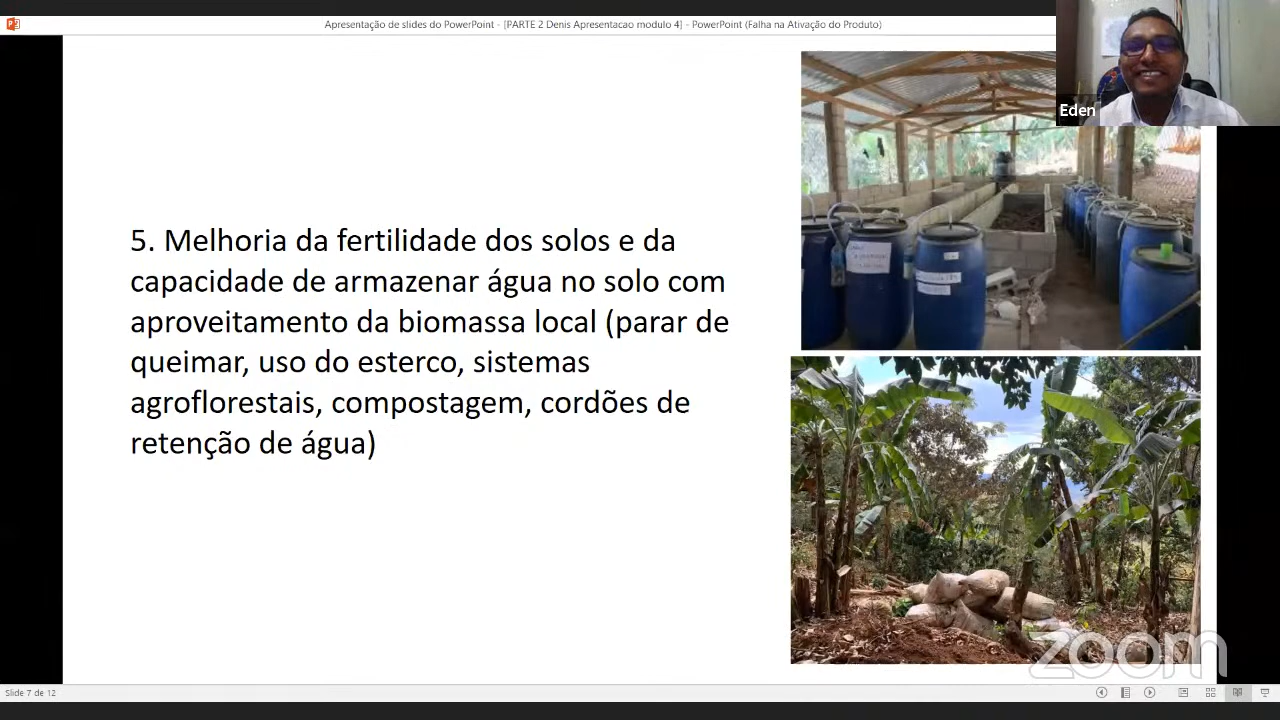 Apresentação de slides do PowerPoint - [PARTE 2 Denis Apresentacao modulo 4] - PowerPoint (Falha na Ativação do Produto)
Eden
5. Melhoria da fertilidade dos solos e da
capacidade de armazenar água no solo com
aproveitamento da biomassa local (parar de
queimar, uso do esterco, sistemas
agroflorestais, compostagem, cordões de
retenção de água)
zoom
Slide 7 de 12